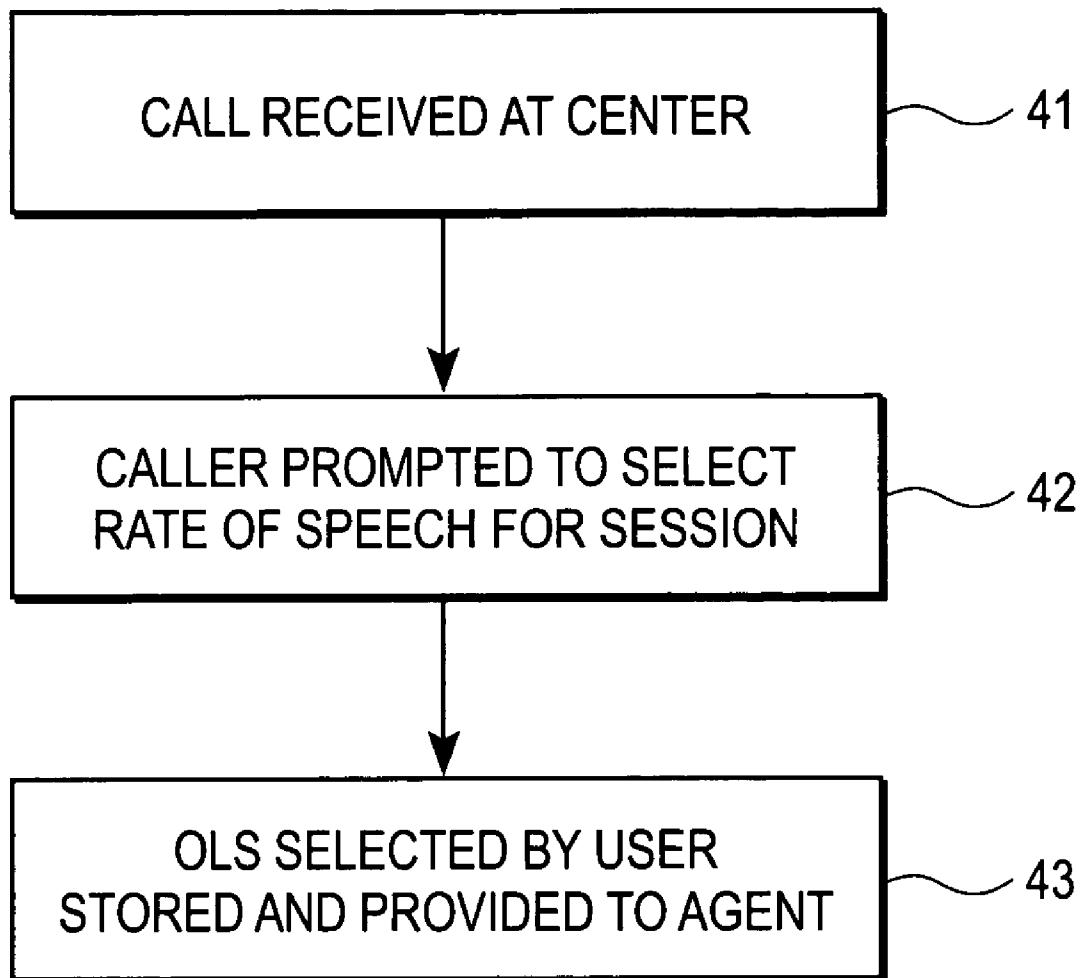 CALL RECEIVED AT CENTER
41
CALLER PROMPTED TO SELECT
RATE OF SPEECH FOR SESSION
42
OLS SELECTED BY USER
STORED AND PROVIDED TO AGENT
43